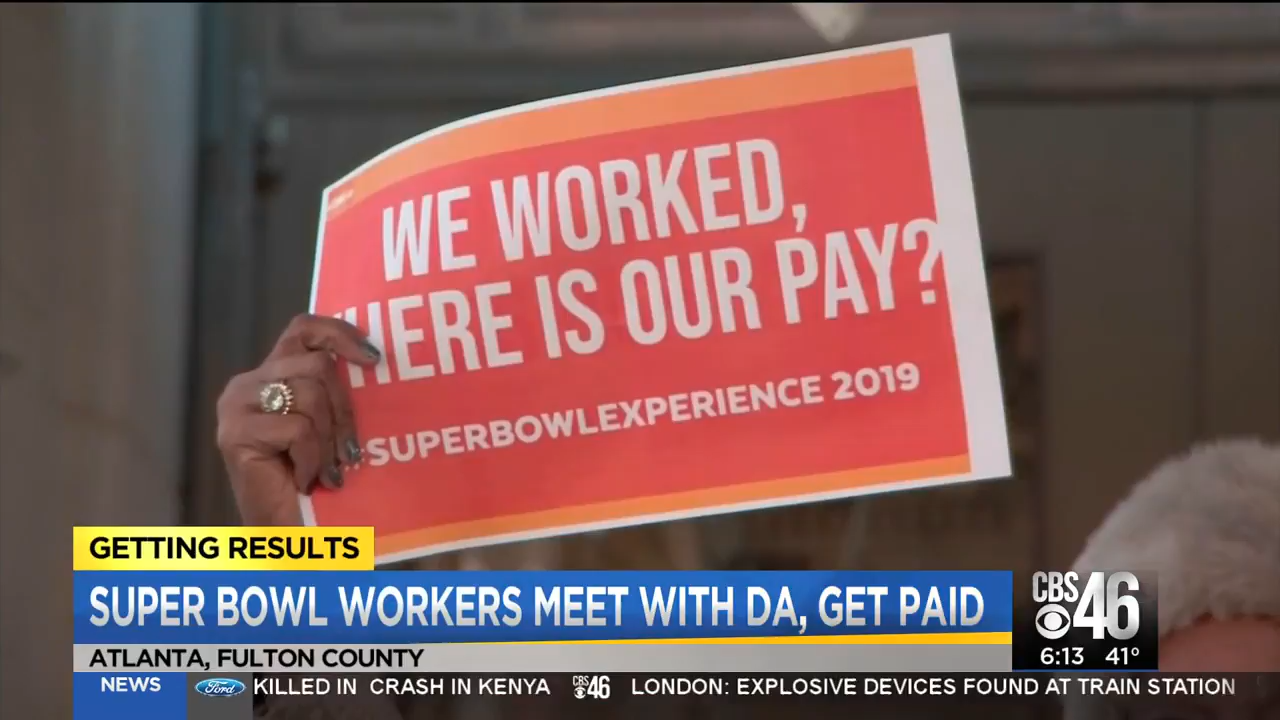 WE WORKED,
HERE IS OUR PAY?
#SUPERBOWLEXPERIENCE 2019
GETTING RESULTS
SUPER BOWL WORKERS MEET WITH DA, GET PAID
ATLANTA, FULTON COUNTY
CBS 46
6:13 41°
NEWS Ford KILLED IN CRASH IN KENYA CBS 46 LONDON: EXPLOSIVE DEVICES FOUND AT TRAIN STATION